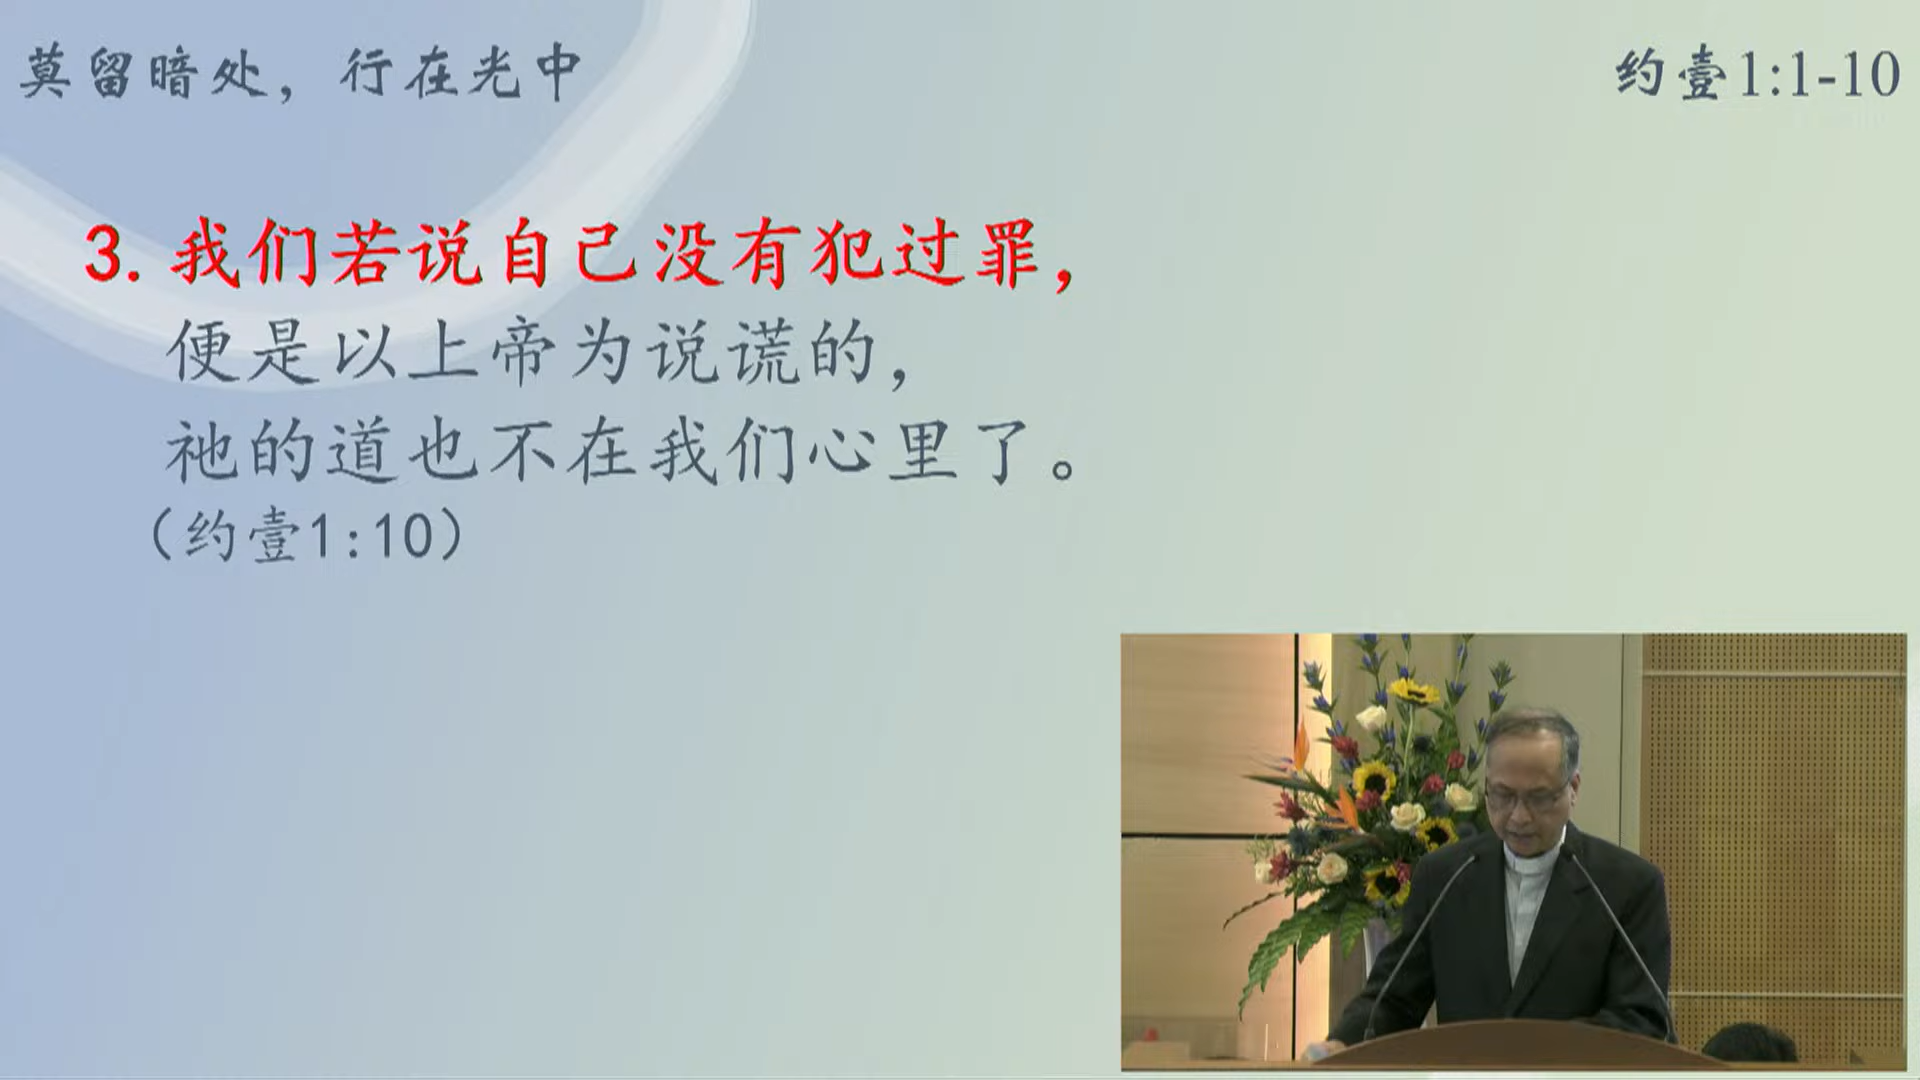 莫留暗处，行在光中
约壹1:1-10
3.我们若说自己没有犯过罪，
便是以上帝为说谎的，
祂的道也不在我们心里了。
（约壹1:10）